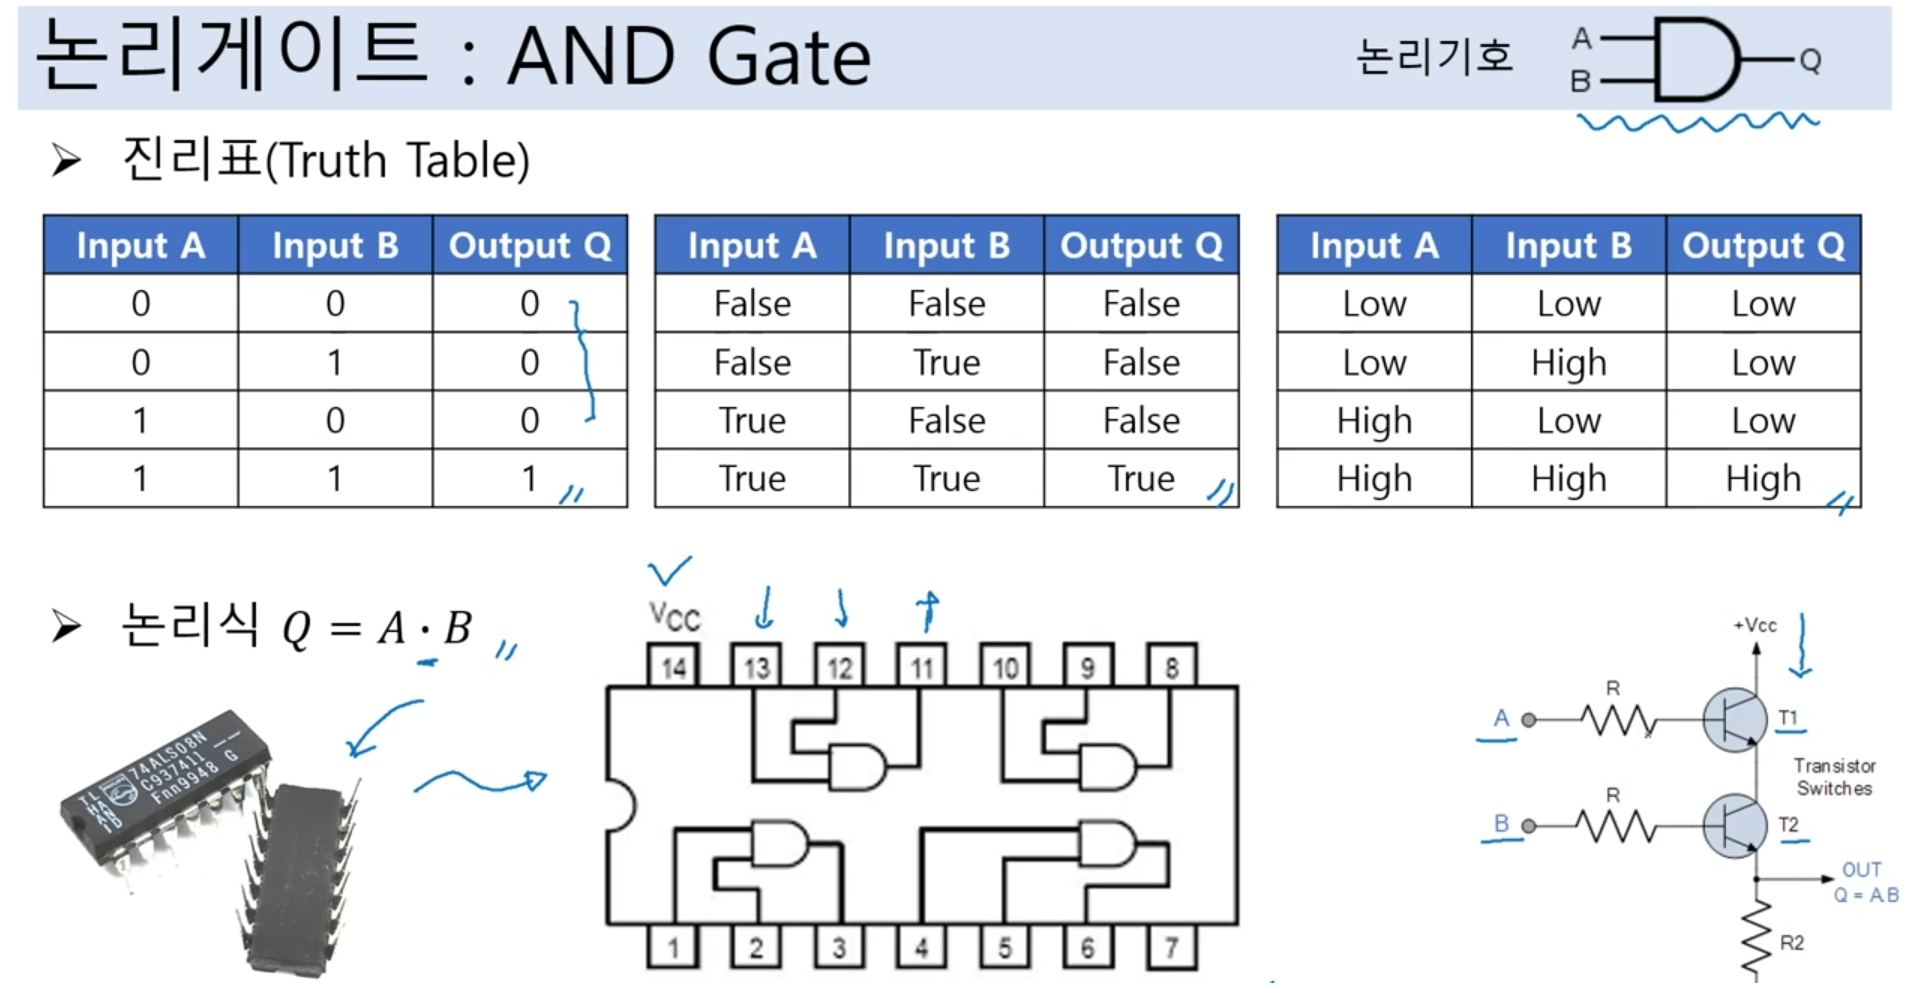 논리게이트 : AND Gate
논리기호
A
B
Q
➢ 진리표(Truth Table)
Input A Input B Output Q
0 0 0
0 1 0
1 0 0
1 1 1
Input A Input B Output Q
False False False
False True False
True False False
True True True
Input A Input B Output Q
Low Low Low
Low High Low
High Low Low
High High High
➢ 논리식 Q = A · B
74ALS08N
C937411
Fnn9948 G
VCC
14 13 12 11 10 9 8
1 2 3 4 5 6 7
+Vcc
R
A
T1
Transistor
Switches
R
B
T2
OUT
Q = A.B
R2